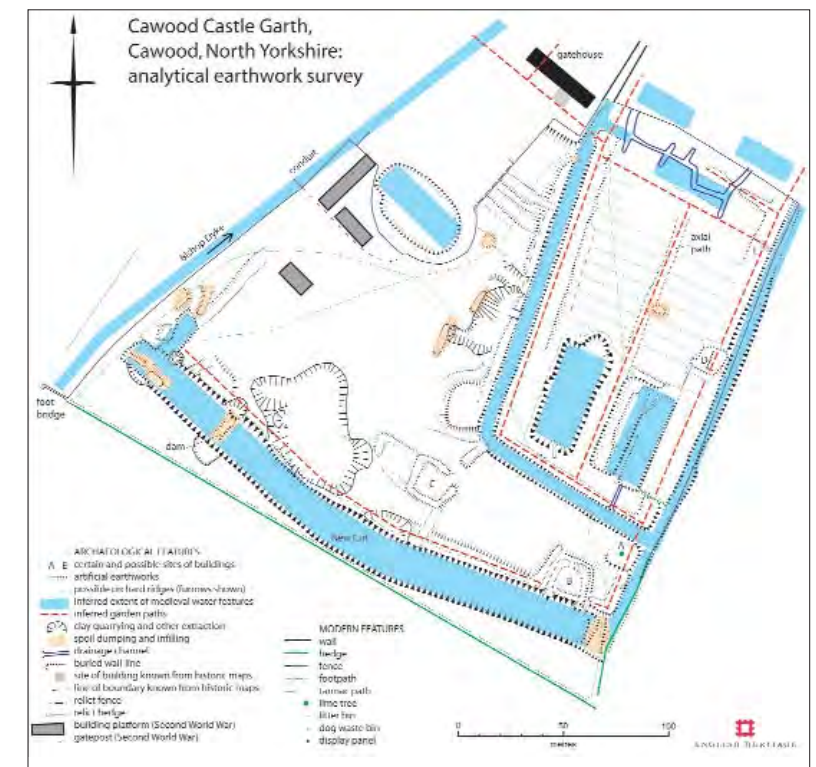 Cawood Castle Garth,
Cawood, North Yorkshire:
analytical earthwork survey
gatehouse
conduit
Bishop Dyke
axial
path
D
foot
bridge
dam
C
New Cut
A
B
ARCHAEOLOGICAL FEATURES
A E certain and possible sites of buildings
artificial earthworks
possible orchard ridges (furrows shown)
inferred extent of medieval water features
inferred garden paths
clay quarrying and other extraction
spoil dumping and infilling
drainage channel
buried wall line
site of building known from historic maps
line of boundary known from historic maps
relict fence
relict hedge
building platform (Second World War)
gatepost (Second World War)
MODERN FEATURES
wall
hedge
fence
footpath
tarmac path
lime tree
litter bin
dog waste bin
display panel
0 50 100
metres
ENGLISH HERITAGE